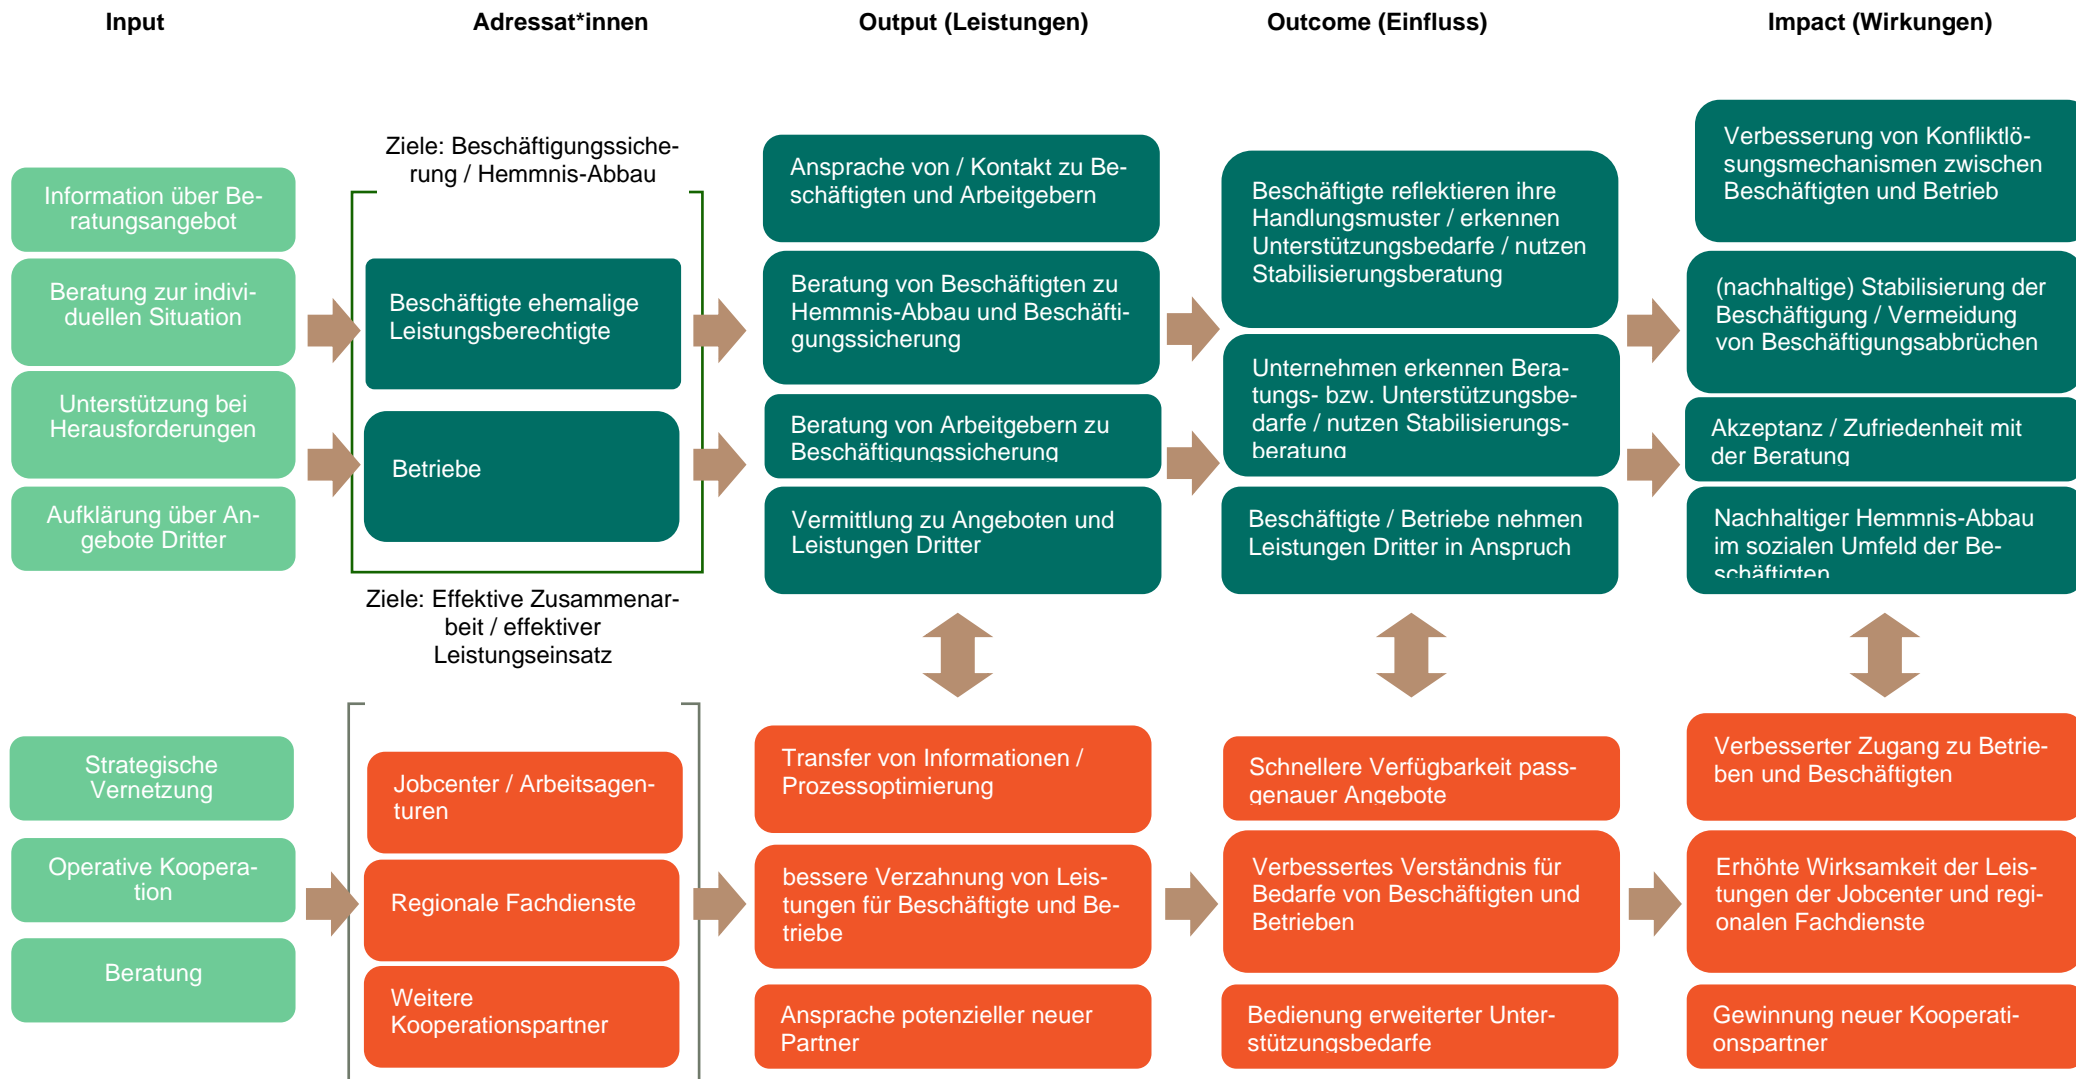 Input
Adressat*innen
Output (Leistungen)
Outcome (Einfluss)
Impact (Wirkungen)
Information über Be-
ratungsangebot
Beratung zur indivi-
duellen Situation
Unterstützung bei
Herausforderungen
Aufklärung über An-
gebote Dritter
Ziele: Beschäftigungssiche-
rung / Hemmnis-Abbau
Beschäftigte ehemalige
Leistungsberechtigte
Betriebe
Ansprache von / Kontakt zu Be-
schäftigten und Arbeitgebern
Beratung von Beschäftigten zu
Hemmnis-Abbau und Beschäfti-
gungssicherung
Beratung von Arbeitgebern zu
Beschäftigungssicherung
Vermittlung zu Angeboten und
Leistungen Dritter
Beschäftigte reflektieren ihre
Handlungsmuster / erkennen
Unterstützungsbedarfe / nutzen
Stabilisierungsberatung
Unternehmen erkennen Bera-
tungs- bzw. Unterstützungsbe-
darfe / nutzen Stabilisierungs-
beratung
Beschäftigte / Betriebe nehmen
Leistungen Dritter in Anspruch
Verbesserung von Konfliktlö-
sungsmechanismen zwischen
Beschäftigten und Betrieb
(nachhaltige) Stabilisierung der
Beschäftigung / Vermeidung
von Beschäftigungsabbrüchen
Akzeptanz / Zufriedenheit mit
der Beratung
Nachhaltiger Hemmnis-Abbau
im sozialen Umfeld der Be-
schäftigten
Ziele: Effektive Zusammenar-
beit / effektiver
Leistungseinsatz
Strategische
Vernetzung
Operative Koopera-
tion
Beratung
Jobcenter / Arbeitsagen-
turen
Regionale Fachdienste
Weitere
Kooperationspartner
Transfer von Informationen /
Prozessoptimierung
bessere Verzahnung von Leis-
tungen für Beschäftigte und Be-
triebe
Ansprache potenzieller neuer
Partner
Schnellere Verfügbarkeit pass-
genauer Angebote
Verbessertes Verständnis für
Bedarfe von Beschäftigten und
Betrieben
Bedienung erweiterter Unter-
stützungsbedarfe
Verbesserter Zugang zu Betrie-
ben und Beschäftigten
Erhöhte Wirksamkeit der Leis-
tungen der Jobcenter und regi-
onalen Fachdienste
Gewinnung neuer Kooperati-
onspartner